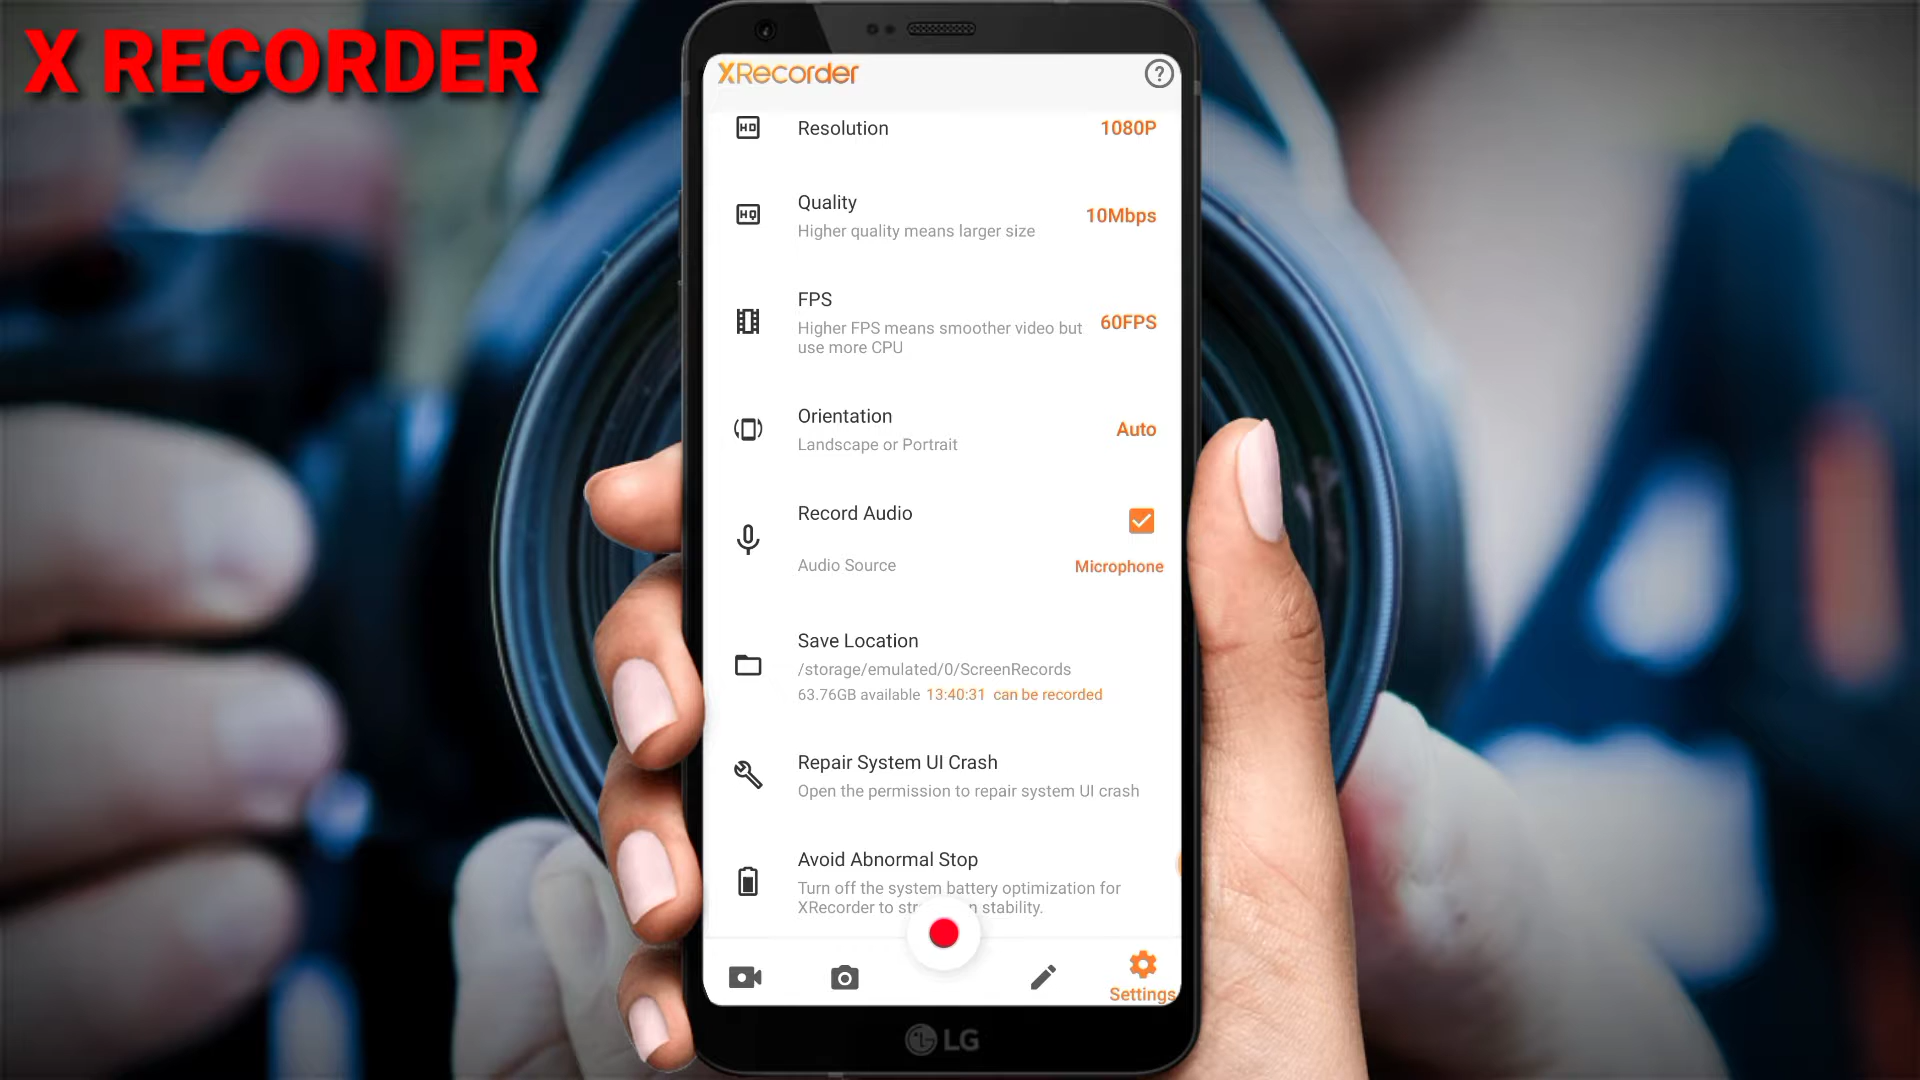 X RECORDER
XRecorder
?
HD
Resolution
1080P
HQ
Quality
10Mbps
Higher quality means larger size
FPS
60FPS
Higher FPS means smoother video but
use more CPU
Orientation
Auto
Landscape or Portrait
Record Audio
Audio Source
Microphone
Save Location
/storage/emulated/0/ScreenRecords
63.76GB available 13:40:31 can be recorded
Repair System UI Crash
Open the permission to repair system UI crash
Avoid Abnormal Stop
Turn off the system battery optimization for
XRecorder to stability.
Settings
LG